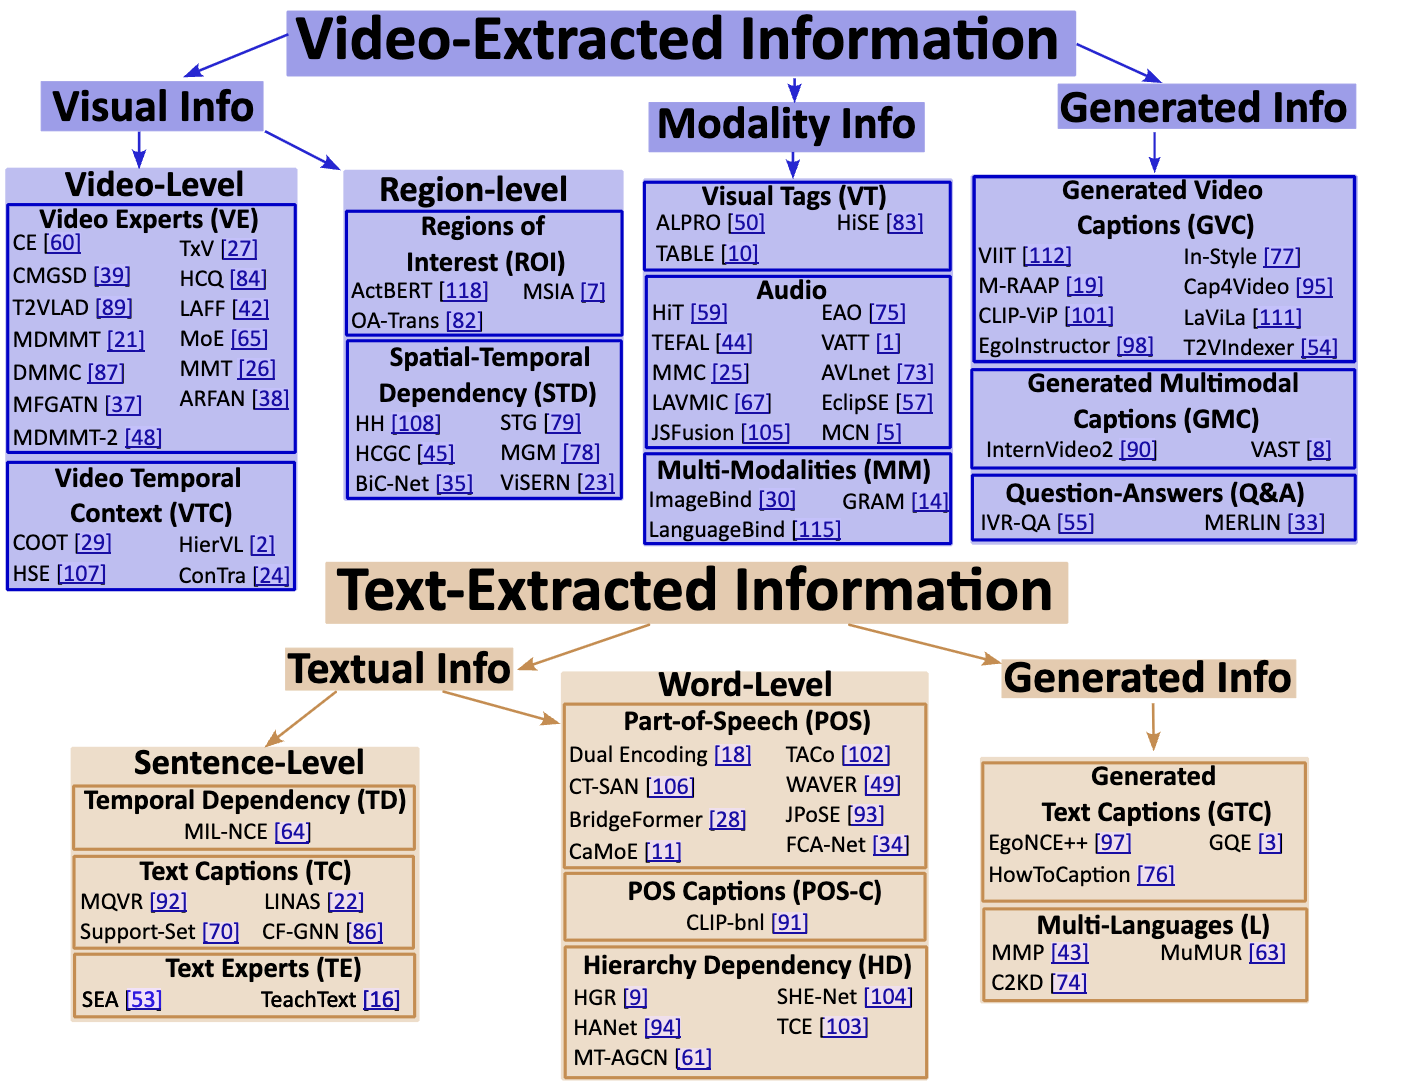 Video-Extracted Information
Visual Info
Modality Info
Generated Info
Video-Level
Video Experts (VE)
CE [60]
TxV [27]
CMGSD [39]
HCQ [84]
T2VLAD [89]
LAFF [42]
MDMMT [21]
MoE [65]
DMMC [87]
MMT [26]
MFGATN [37]
ARFAN [38]
MDMMT-2 [48]
Video Temporal
Context (VTC)
COOT [29]
HierVL [2]
HSE [107]
ConTra [24]
Region-level
Regions of
Interest (ROI)
ActBERT [118]
MSIA [7]
OA-Trans [82]
Spatial-Temporal
Dependency (STD)
HH [108]
STG [79]
HCGC [45]
MGM [78]
BiC-Net [35]
ViSERN [23]
Visual Tags (VT)
ALPRO [50]
HiSE [83]
TABLE [10]
Audio
HiT [59]
EAO [75]
TEFAL [44]
VATT [1]
MMC [25]
AVLnet [73]
LAVMIC [67]
EclipSE [57]
JSFusion [105]
MCN [5]
Multi-Modalities (MM)
ImageBind [30]
GRAM [14]
LanguageBind [115]
Generated Video
Captions (GVC)
VIIT [112]
In-Style [77]
M-RAAP [19]
Cap4Video [95]
CLIP-ViP [101]
LaViLa [111]
EgoInstructor [98]
T2VIndexer [54]
Generated Multimodal
Captions (GMC)
InternVideo2 [90]
VAST [8]
Question-Answers (Q&A)
IVR-QA [55]
MERLIN [33]
Text-Extracted Information
Textual Info
Generated Info
Sentence-Level
Temporal Dependency (TD)
MIL-NCE [64]
Text Captions (TC)
MQVR [92]
LINAS [22]
Support-Set [70]
CF-GNN [86]
Text Experts (TE)
SEA [53]
TeachText [16]
Word-Level
Part-of-Speech (POS)
Dual Encoding [18]
TACo [102]
CT-SAN [106]
WAVER [49]
BridgeFormer [28]
JPoSE [93]
CaMoE [11]
FCA-Net [34]
POS Captions (POS-C)
CLIP-bnl [91]
Hierarchy Dependency (HD)
HGR [9]
SHE-Net [104]
HANet [94]
TCE [103]
MT-AGCN [61]
Generated
Text Captions (GTC)
EgoNCE++ [97]
GQE [3]
HowToCaption [76]
Multi-Languages (L)
MMP [43]
MuMUR [63]
C2KD [74]